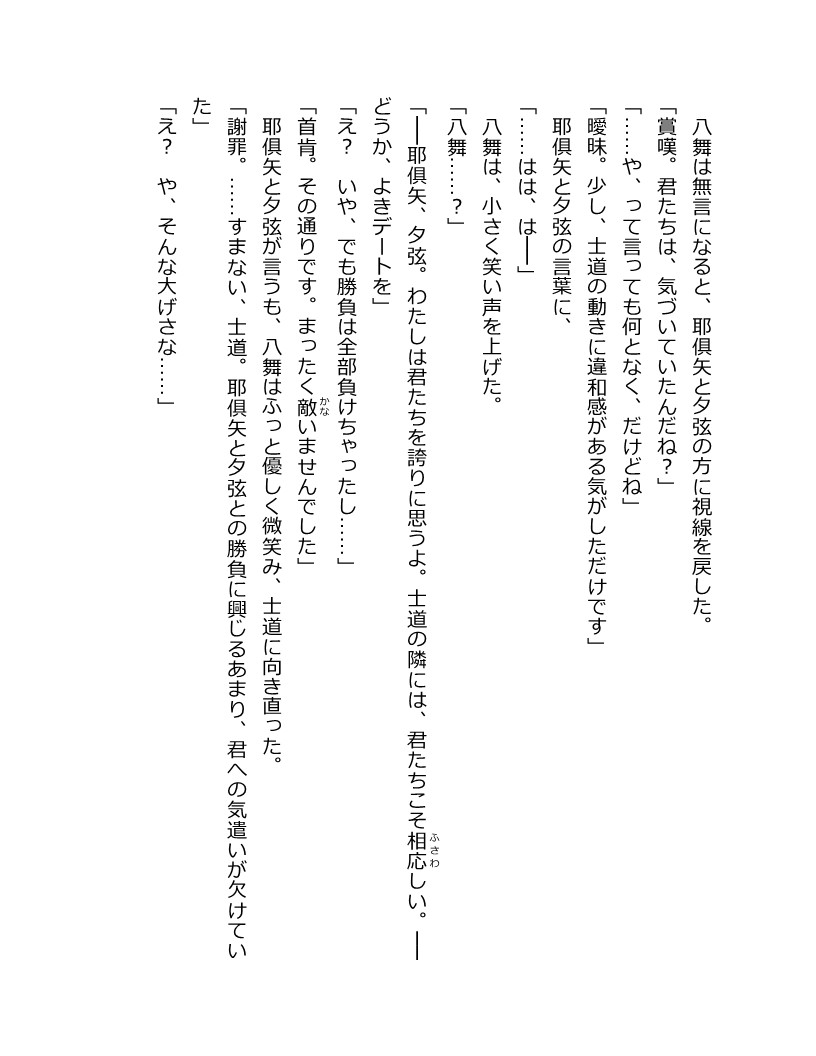 八舞は無言になると、耶倶矢と夕弦の方に視線を戻した。
「賞嘆。君たちは、気づいていたんだね？」
「……や、って言っても何となく、だけどね」
「曖昧。少し、士道の動きに違和感がある気がしただけです」
耶倶矢と夕弦の言葉に、
「……はは、は――」
八舞は、小さく笑い声を上げた。
「八舞……？」
「――耶倶矢、夕弦。わたしは君たちを誇りに思うよ。士道の隣には、君たちこそ相応しい。――
どうか、よきデートを」
「え？　いや、でも勝負は全部負けちゃったし……」
「首肯。その通りです。まったく敵いませんでした」
耶倶矢と夕弦が言うも、八舞はふっと優しく微笑み、士道に向き直った。
「謝罪。……すまない、士道。耶倶矢と夕弦との勝負に興じるあまり、君への気遣いが欠けてい
た」
「え？　や、そんな大げさな……」